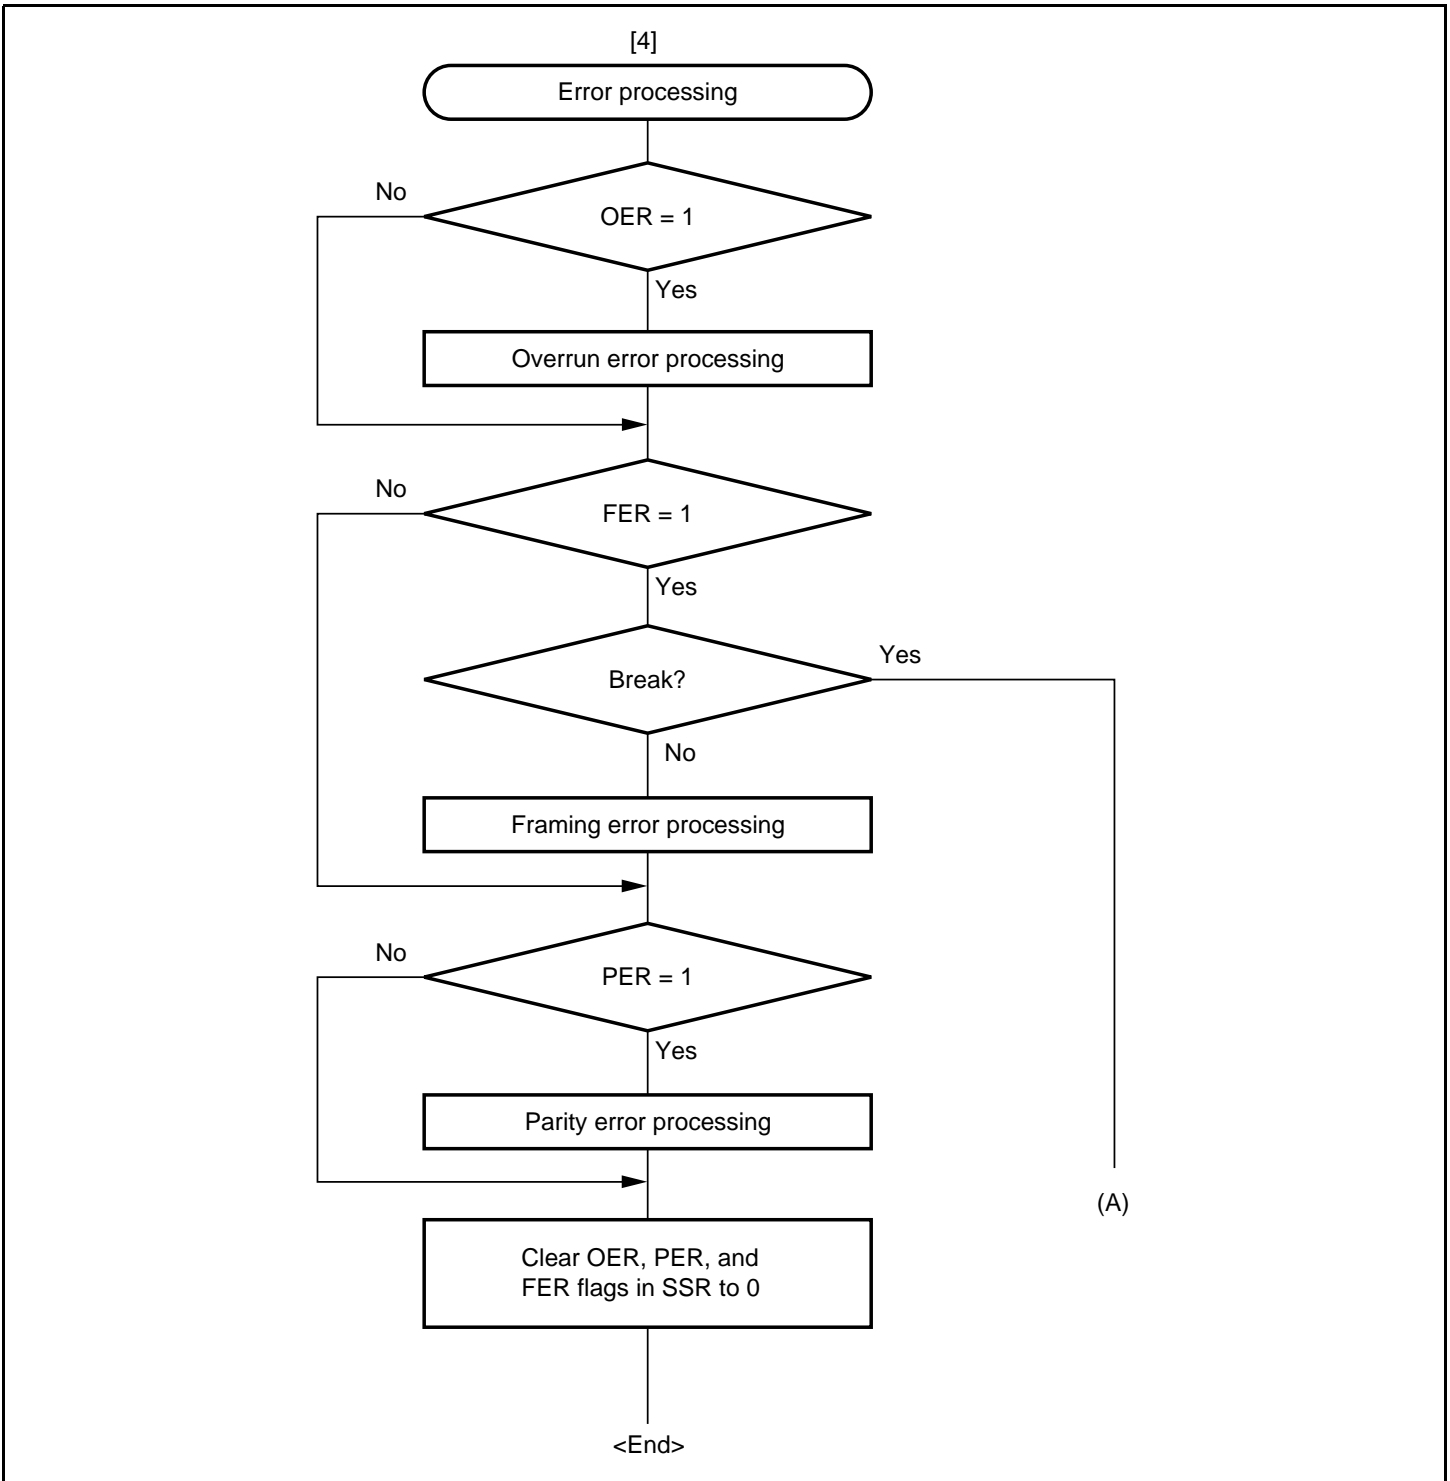 [4]
Error processing
No
OER = 1
Yes
Overrun error processing
No
FER = 1
Yes
Yes
Break?
No
Framing error processing
No
PER = 1
Yes
Parity error processing
(A)
Clear OER, PER, and
FER flags in SSR to 0
<End>